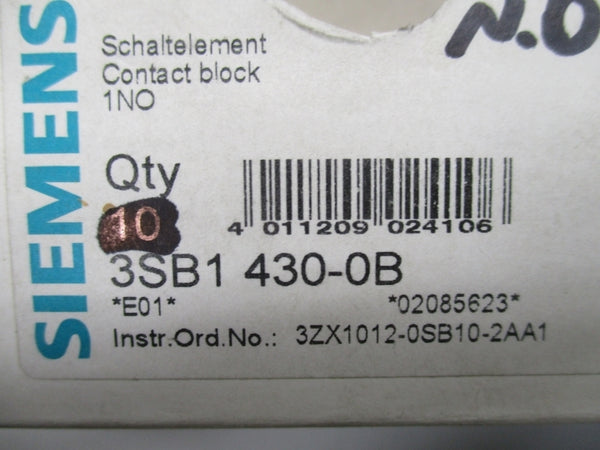 SIEMENS
N.O
Schaltelement
Contact block
1NO
Qty
10
4 011209 024106
3SB1 430-0B
*E01* *02085623*
Instr.Ord.No.: 3ZX1012-0SB10-2AA1